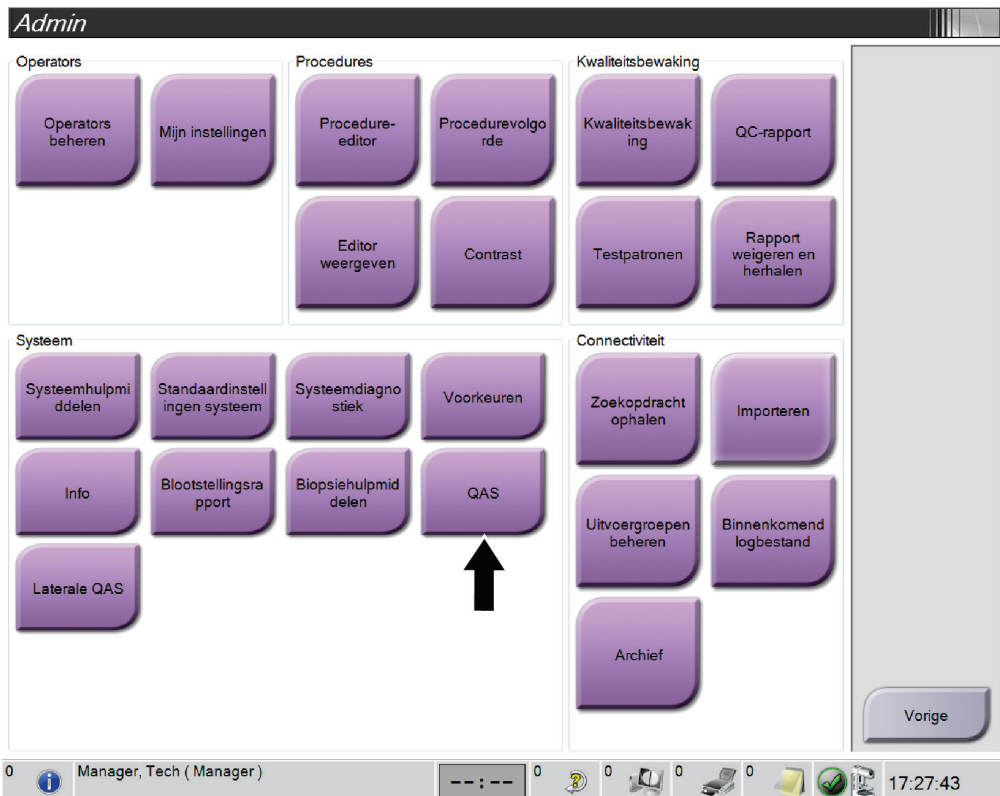 Admin
Operators
Operators
beheren
Mijn instellingen
Procedures
Procedure-
editor
Procedurevolgo
rde
Editor
weergeven
Contrast
Kwaliteitsbewaking
Kwaliteitsbewak
ing
QC-rapport
Testpatronen
Rapport
weigeren en
herhalen
Systeem
Systeemhulpmi
ddelen
Standaardinstell
ingen systeem
Systeemdiagno
stiek
Voorkeuren
Info
Blootstellingsra
pport
Biopsiehulpmid
delen
QAS
Laterale QAS
Connectiviteit
Zoekopdracht
ophalen
Importeren
Uitvoergroepen
beheren
Binnenkomend
logbestand
Archief
Vorige
0
Manager, Tech ( Manager )
--:--
0
0
0
0
17:27:43